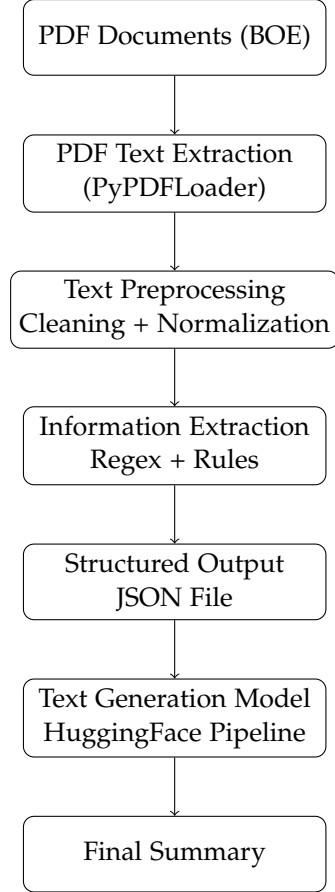 PDF Documents (BOE)
PDF Text Extraction
(PyPDFLoader)
Text Preprocessing
Cleaning + Normalization
Information Extraction
Regex + Rules
Structured Output
JSON File
Text Generation Model
HuggingFace Pipeline
Final Summary